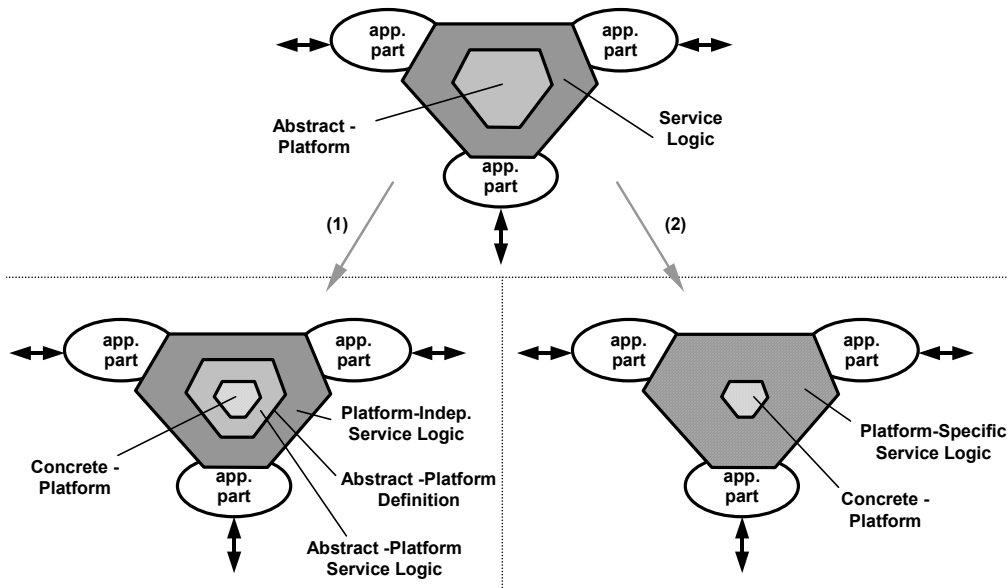 app.
part
app.
part
Abstract -
Platform
Service
Logic
app.
part
(1)
(2)
app.
part
app.
part
Platform-Indep.
Service Logic
Concrete -
Platform
app.
part
Abstract -Platform
Definition
Abstract -Platform
Service Logic
app.
part
app.
part
Platform-Specific
Service Logic
app.
part
Concrete -
Platform